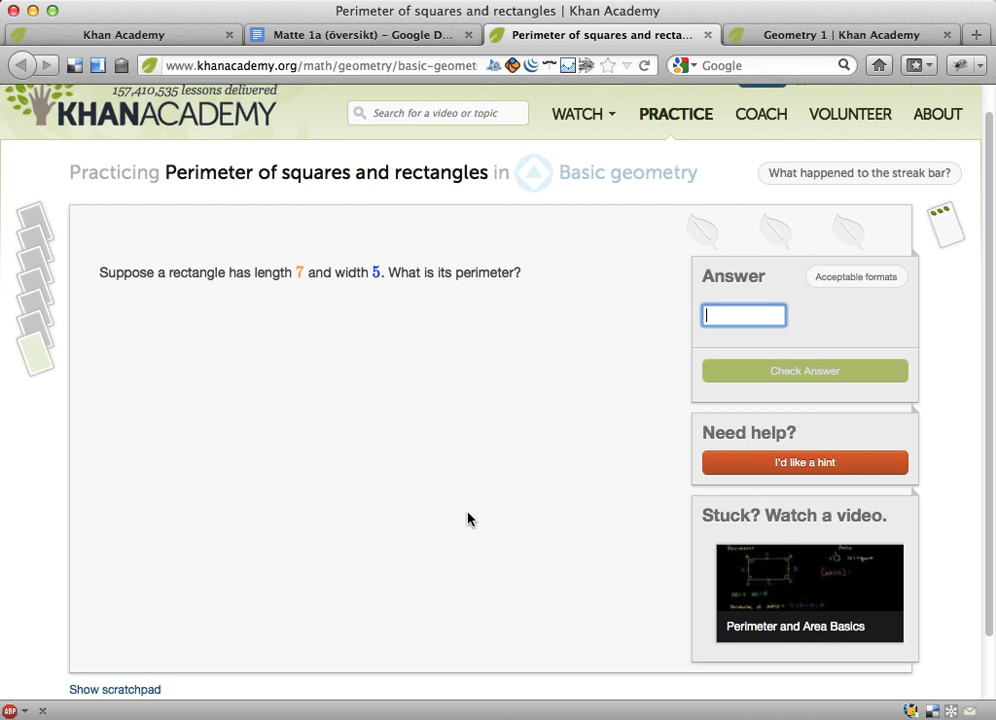 Perimeter of squares and rectangles | Khan Academy
Khan Academy
Matte 1a (översikt) – Google D...
Perimeter of squares and recta...
Geometry 1 | Khan Academy
www.khanacademy.org/math/geometry/basic-geomet
Google
157,410,535 lessons delivered
KHANACADEMY
Search for a video or topic
WATCH
PRACTICE
COACH
VOLUNTEER
ABOUT
Practicing Perimeter of squares and rectangles in Basic geometry
What happened to the streak bar?
Suppose a rectangle has length 7 and width 5. What is its perimeter?
Answer
Acceptable formats
Check Answer
Need help?
I'd like a hint
Stuck? Watch a video.
Perimeter and Area Basics
Show scratchpad
ABP